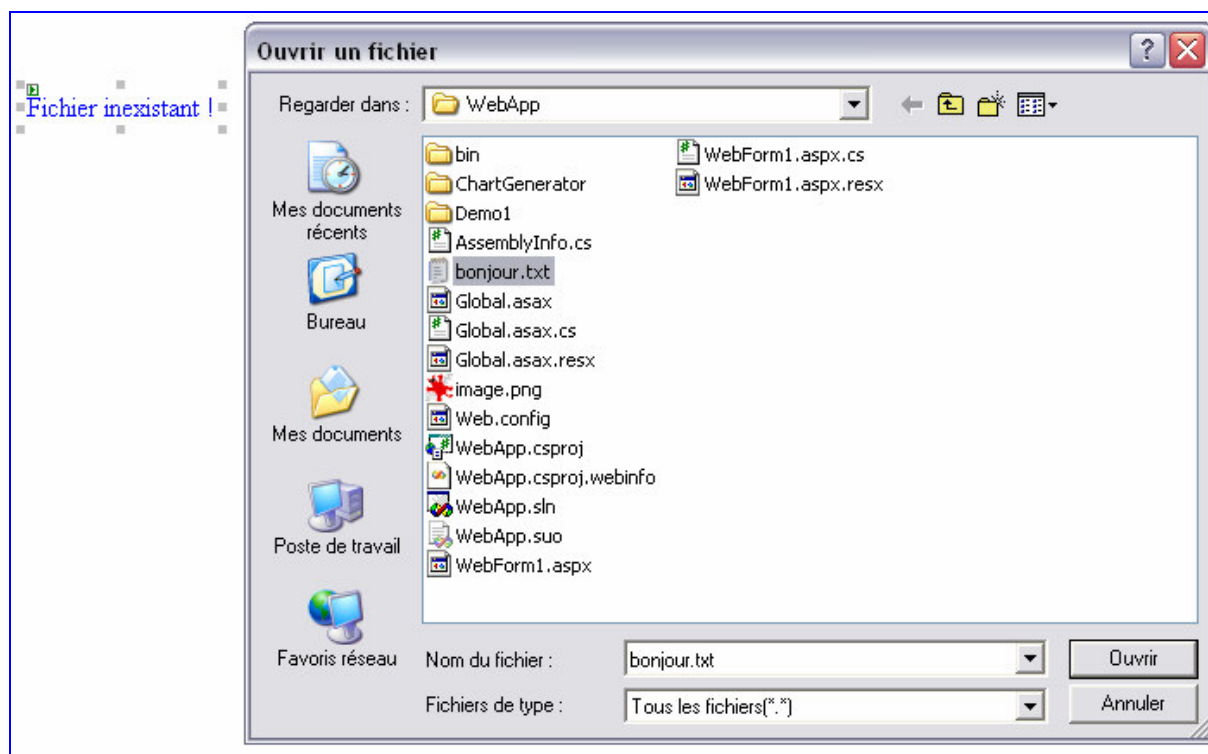 Ouvrir un fichier
Fichier inexistant !
Regarder dans :
WebApp
Mes documents
récents
Bureau
Mes documents
Poste de travail
Favoris réseau
bin
ChartGenerator
Demo1
AssemblyInfo.cs
bonjour.txt
Global.asax
Global.asax.cs
Global.asax.resx
image.png
Web.config
WebApp.csproj
WebApp.csproj.webinfo
WebApp.sln
WebApp.suo
WebForm1.aspx
WebForm1.aspx.cs
WebForm1.aspx.resx
Nom du fichier :
bonjour.txt
Ouvrir
Fichiers de type :
Tous les fichiers(*.*)
Annuler